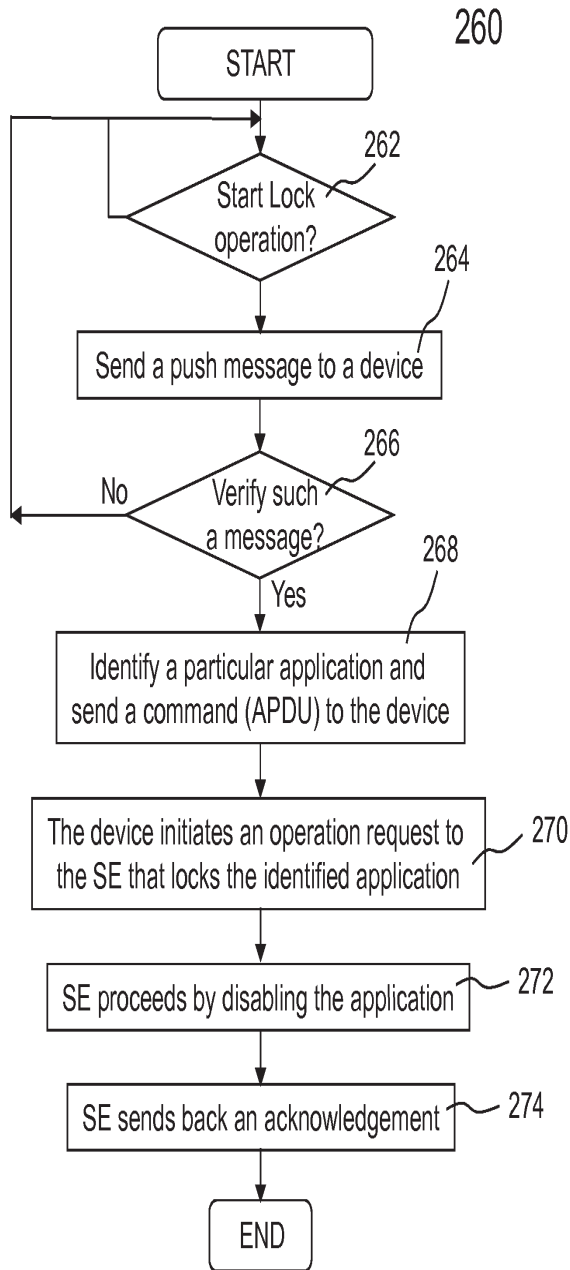 260
START
262
Start Lock
operation?
264
Send a push message to a device
266
No
Verify such
a message?
Yes
268
Identify a particular application and
send a command (APDU) to the device
270
The device initiates an operation request to
the SE that locks the identified application
272
SE proceeds by disabling the application
274
SE sends back an acknowledgement
END